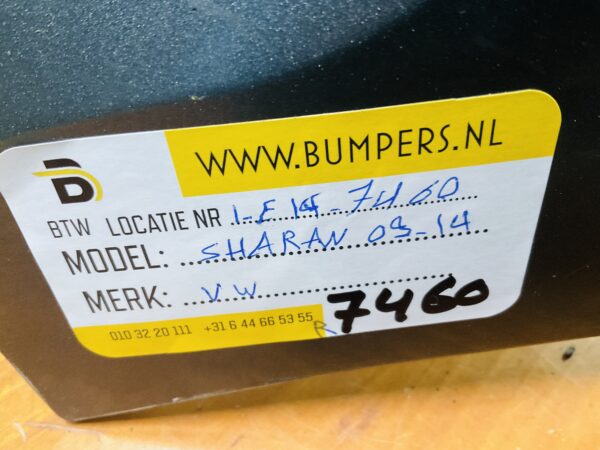 WWW.BUMPERS.NL
BTW LOCATIE NR 1-E14-7460
MODEL: SHARAN 09-14
MERK: VW
7460
010 32 20 111 +31 6 44 66 53 55
R